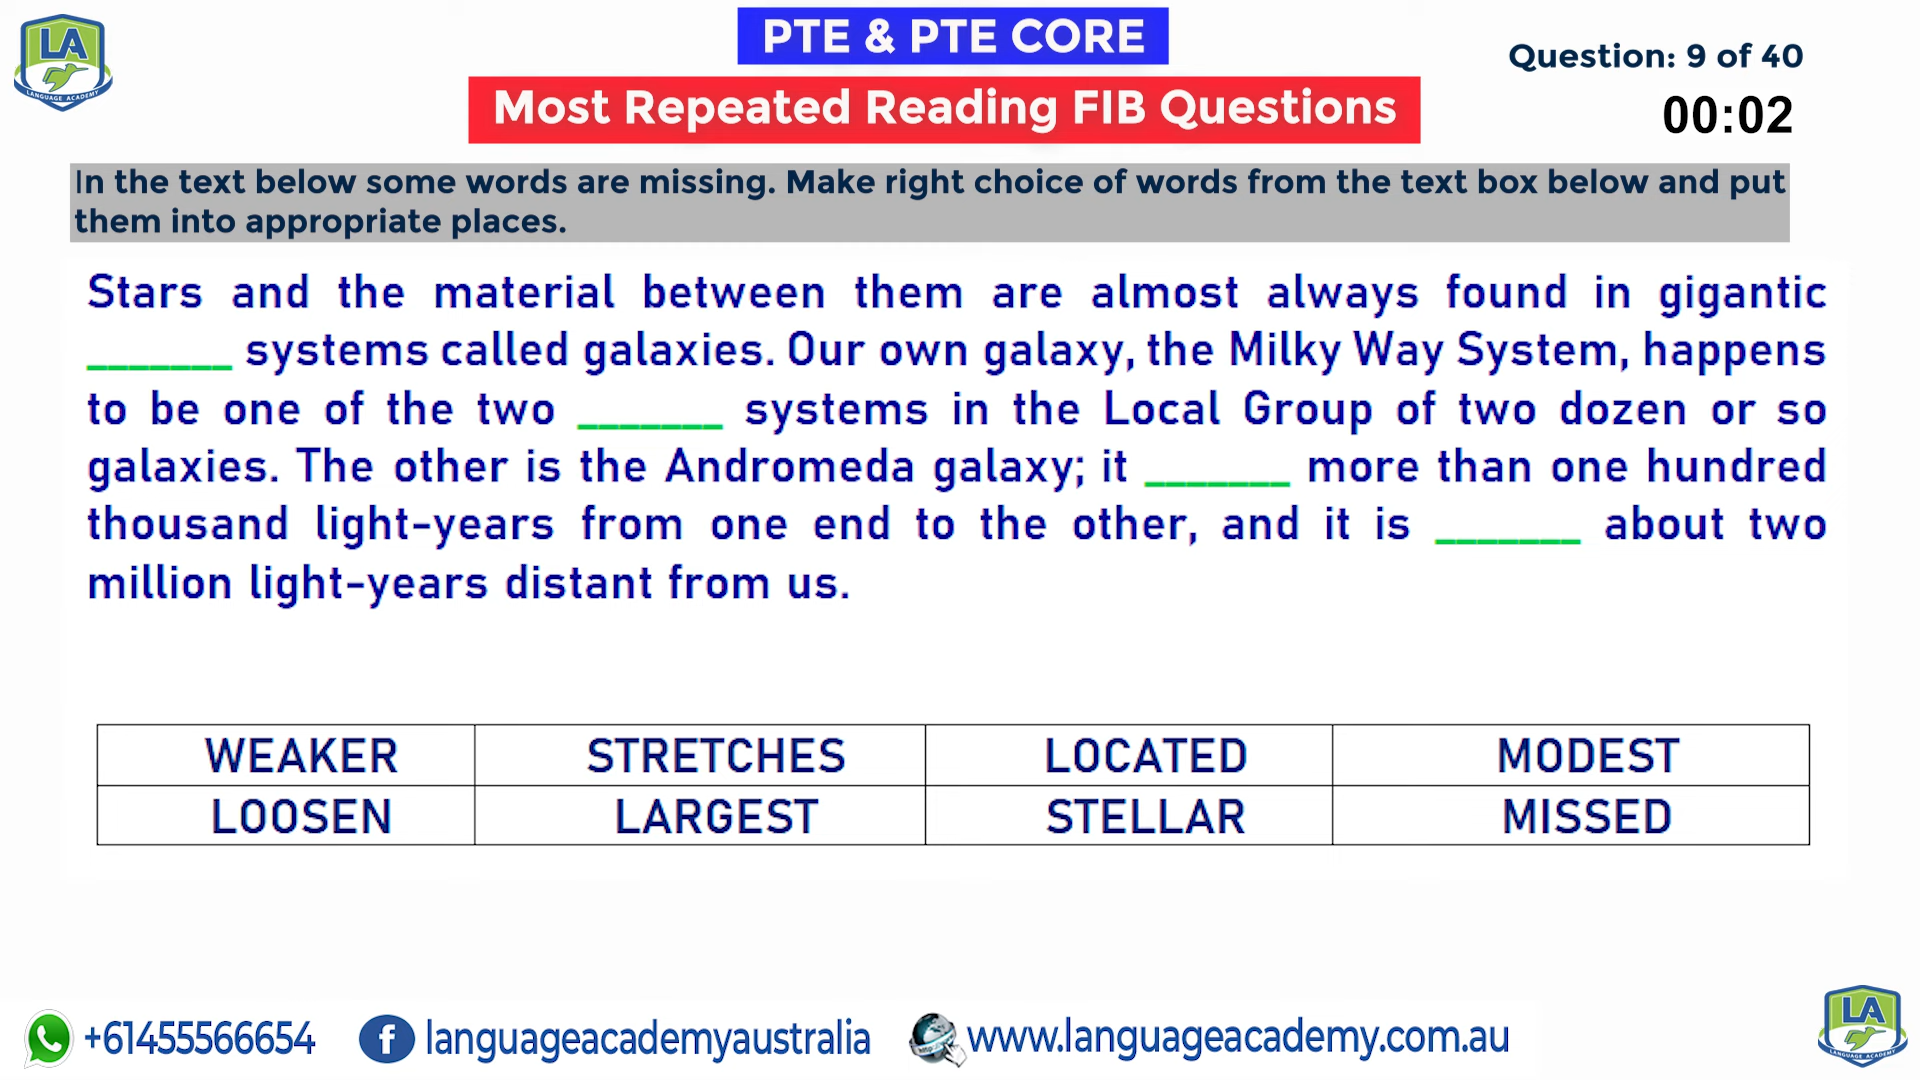 LA
LANGUAGE ACADEMY
PTE & PTE CORE
Most Repeated Reading FIB Questions
Question: 9 of 40
00:02
In the text below some words are missing. Make right choice of words from the text box below and put
them into appropriate places.
Stars and the material between them are almost always found in gigantic
_______ systems called galaxies. Our own galaxy, the Milky Way System, happens
to be one of the two _______ systems in the Local Group of two dozen or so
galaxies. The other is the Andromeda galaxy; it _______ more than one hundred
thousand light-years from one end to the other, and it is _______ about two
million light-years distant from us.
WEAKER STRETCHES LOCATED MODEST
LOOSEN LARGEST STELLAR MISSED
+61455566654 languageacademyaustralia www.languageacademy.com.au
LA
LANGUAGE ACADEMY